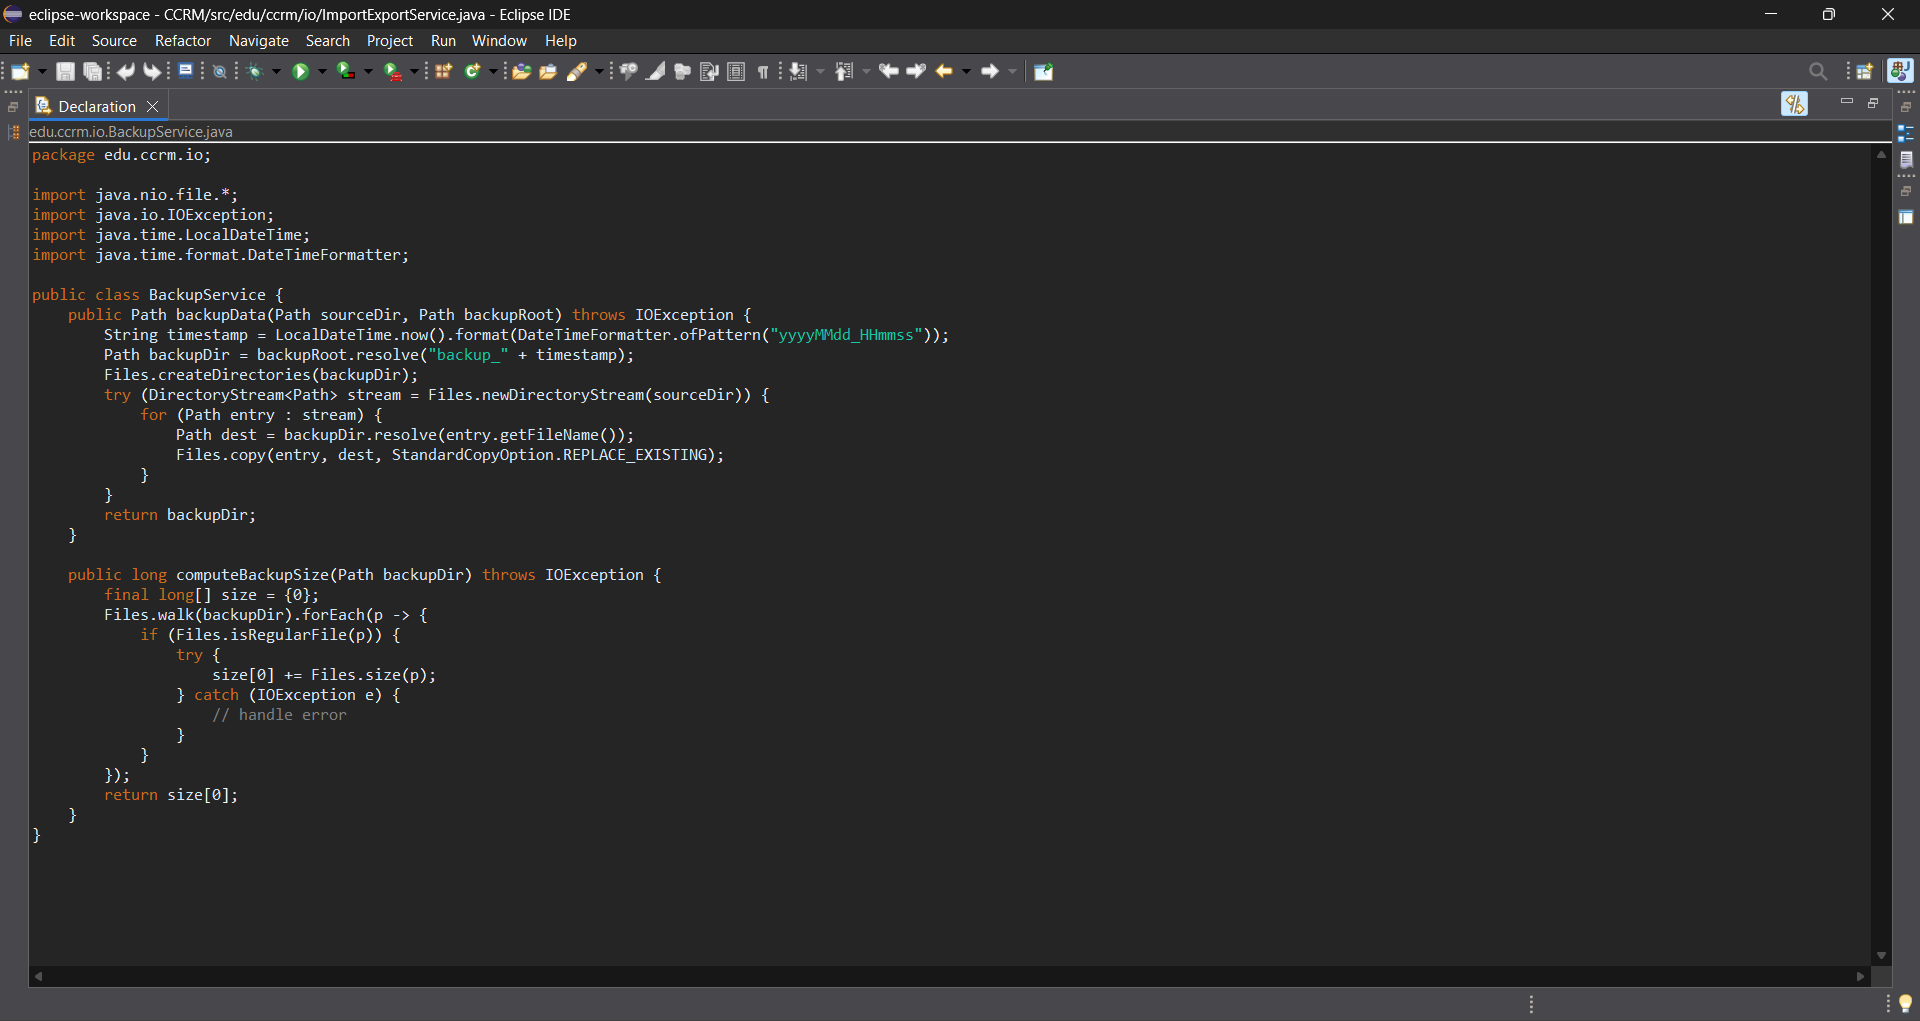 eclipse-workspace - CCRM/src/edu/ccrm/io/ImportExportService.java - Eclipse IDE
File Edit Source Refactor Navigate Search Project Run Window Help
Declaration
edu.ccrm.io.BackupService.java
package edu.ccrm.io;
import java.nio.file.*;
import java.io.IOException;
import java.time.LocalDateTime;
import java.time.format.DateTimeFormatter;
public class BackupService {
    public Path backupData(Path sourceDir, Path backupRoot) throws IOException {
        String timestamp = LocalDateTime.now().format(DateTimeFormatter.ofPattern("yyyyMMdd_HHmmss"));
        Path backupDir = backupRoot.resolve("backup_" + timestamp);
        Files.createDirectories(backupDir);
        try (DirectoryStream<Path> stream = Files.newDirectoryStream(sourceDir)) {
            for (Path entry : stream) {
                Path dest = backupDir.resolve(entry.getFileName());
                Files.copy(entry, dest, StandardCopyOption.REPLACE_EXISTING);
            }
        }
        return backupDir;
    }
    public long computeBackupSize(Path backupDir) throws IOException {
        final long[] size = {0};
        Files.walk(backupDir).forEach(p -> {
            if (Files.isRegularFile(p)) {
                try {
                    size[0] += Files.size(p);
                } catch (IOException e) {
                    // handle error
                }
            }
        });
        return size[0];
    }
}